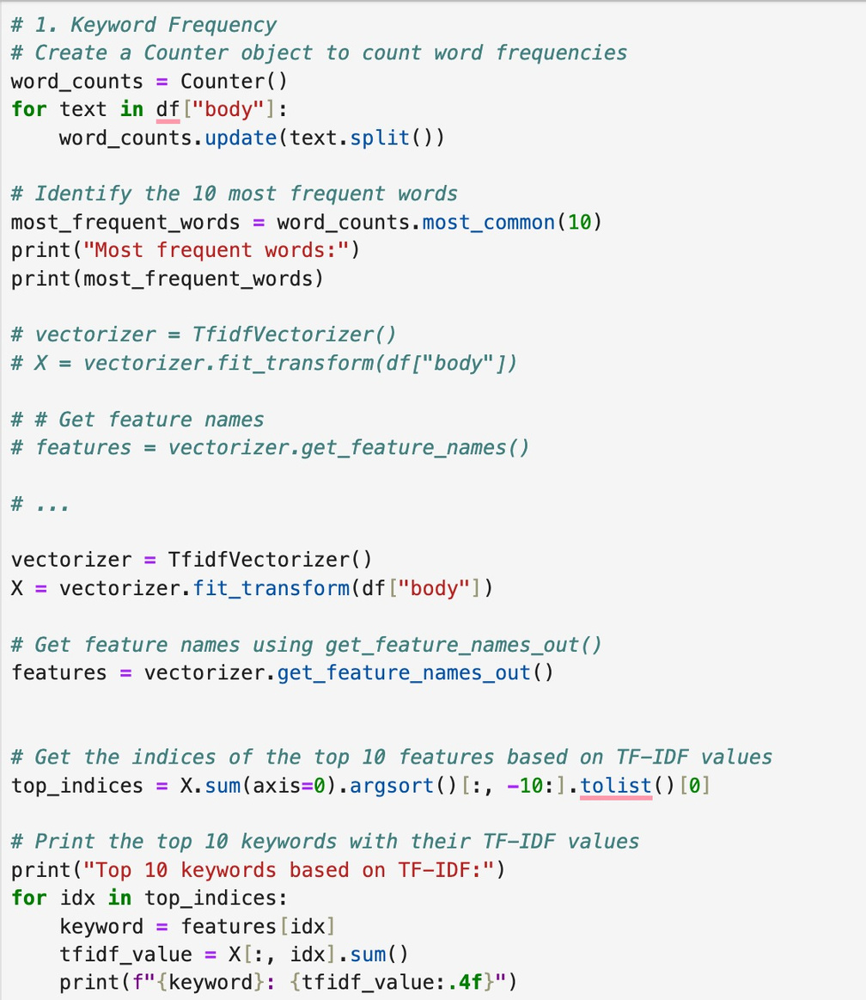 # 1. Keyword Frequency
# Create a Counter object to count word frequencies
word_counts = Counter()
for text in df["body"]:
    word_counts.update(text.split())

# Identify the 10 most frequent words
most_frequent_words = word_counts.most_common(10)
print("Most frequent words:")
print(most_frequent_words)

# vectorizer = TfidfVectorizer()
# X = vectorizer.fit_transform(df["body"])

# # Get feature names
# features = vectorizer.get_feature_names()

# ...

vectorizer = TfidfVectorizer()
X = vectorizer.fit_transform(df["body"])

# Get feature names using get_feature_names_out()
features = vectorizer.get_feature_names_out()


# Get the indices of the top 10 features based on TF-IDF values
top_indices = X.sum(axis=0).argsort()[:, -10:].tolist()[0]

# Print the top 10 keywords with their TF-IDF values
print("Top 10 keywords based on TF-IDF:")
for idx in top_indices:
    keyword = features[idx]
    tfidf_value = X[:, idx].sum()
    print(f"{keyword}: {tfidf_value:.4f}")